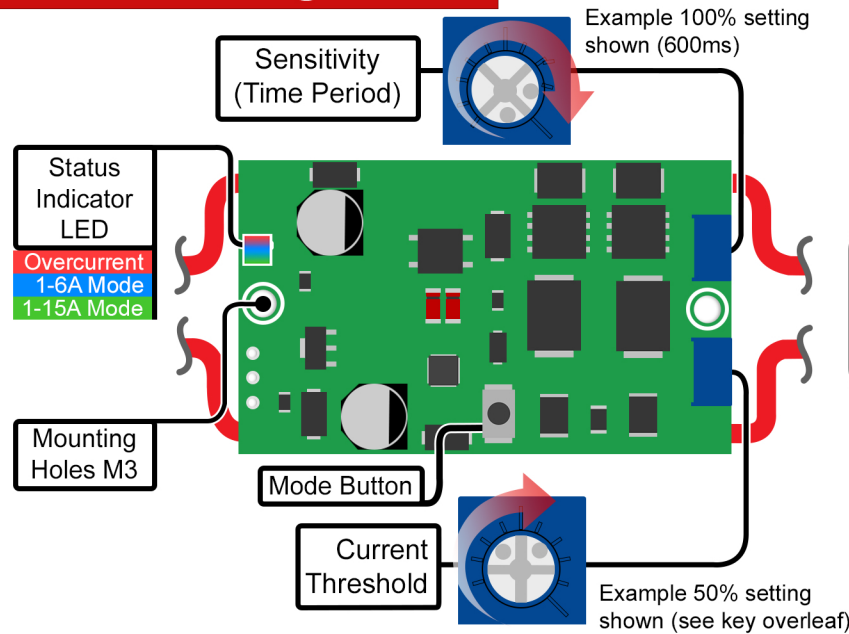 Example 100% setting
shown (600ms)
Sensitivity
(Time Period)
Status
Indicator
LED
Overcurrent
1-6A Mode
1-15A Mode
Mounting
Holes M3
Mode Button
Current
Threshold
Example 50% setting
shown (see key overleaf)